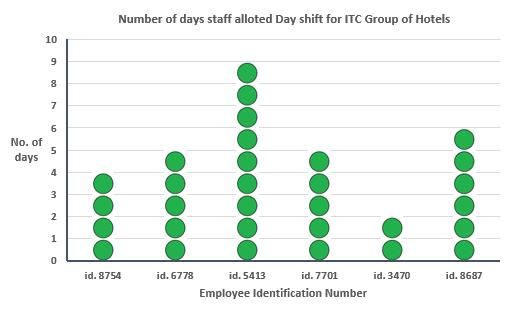 Number of days staff alloted Day shift for ITC Group of Hotels
10
9
8
7
6
5
4
3
2
1
0
No. of
days
id. 8754 id. 6778 id. 5413 id. 7701 id. 3470 id. 8687
Employee Identification Number